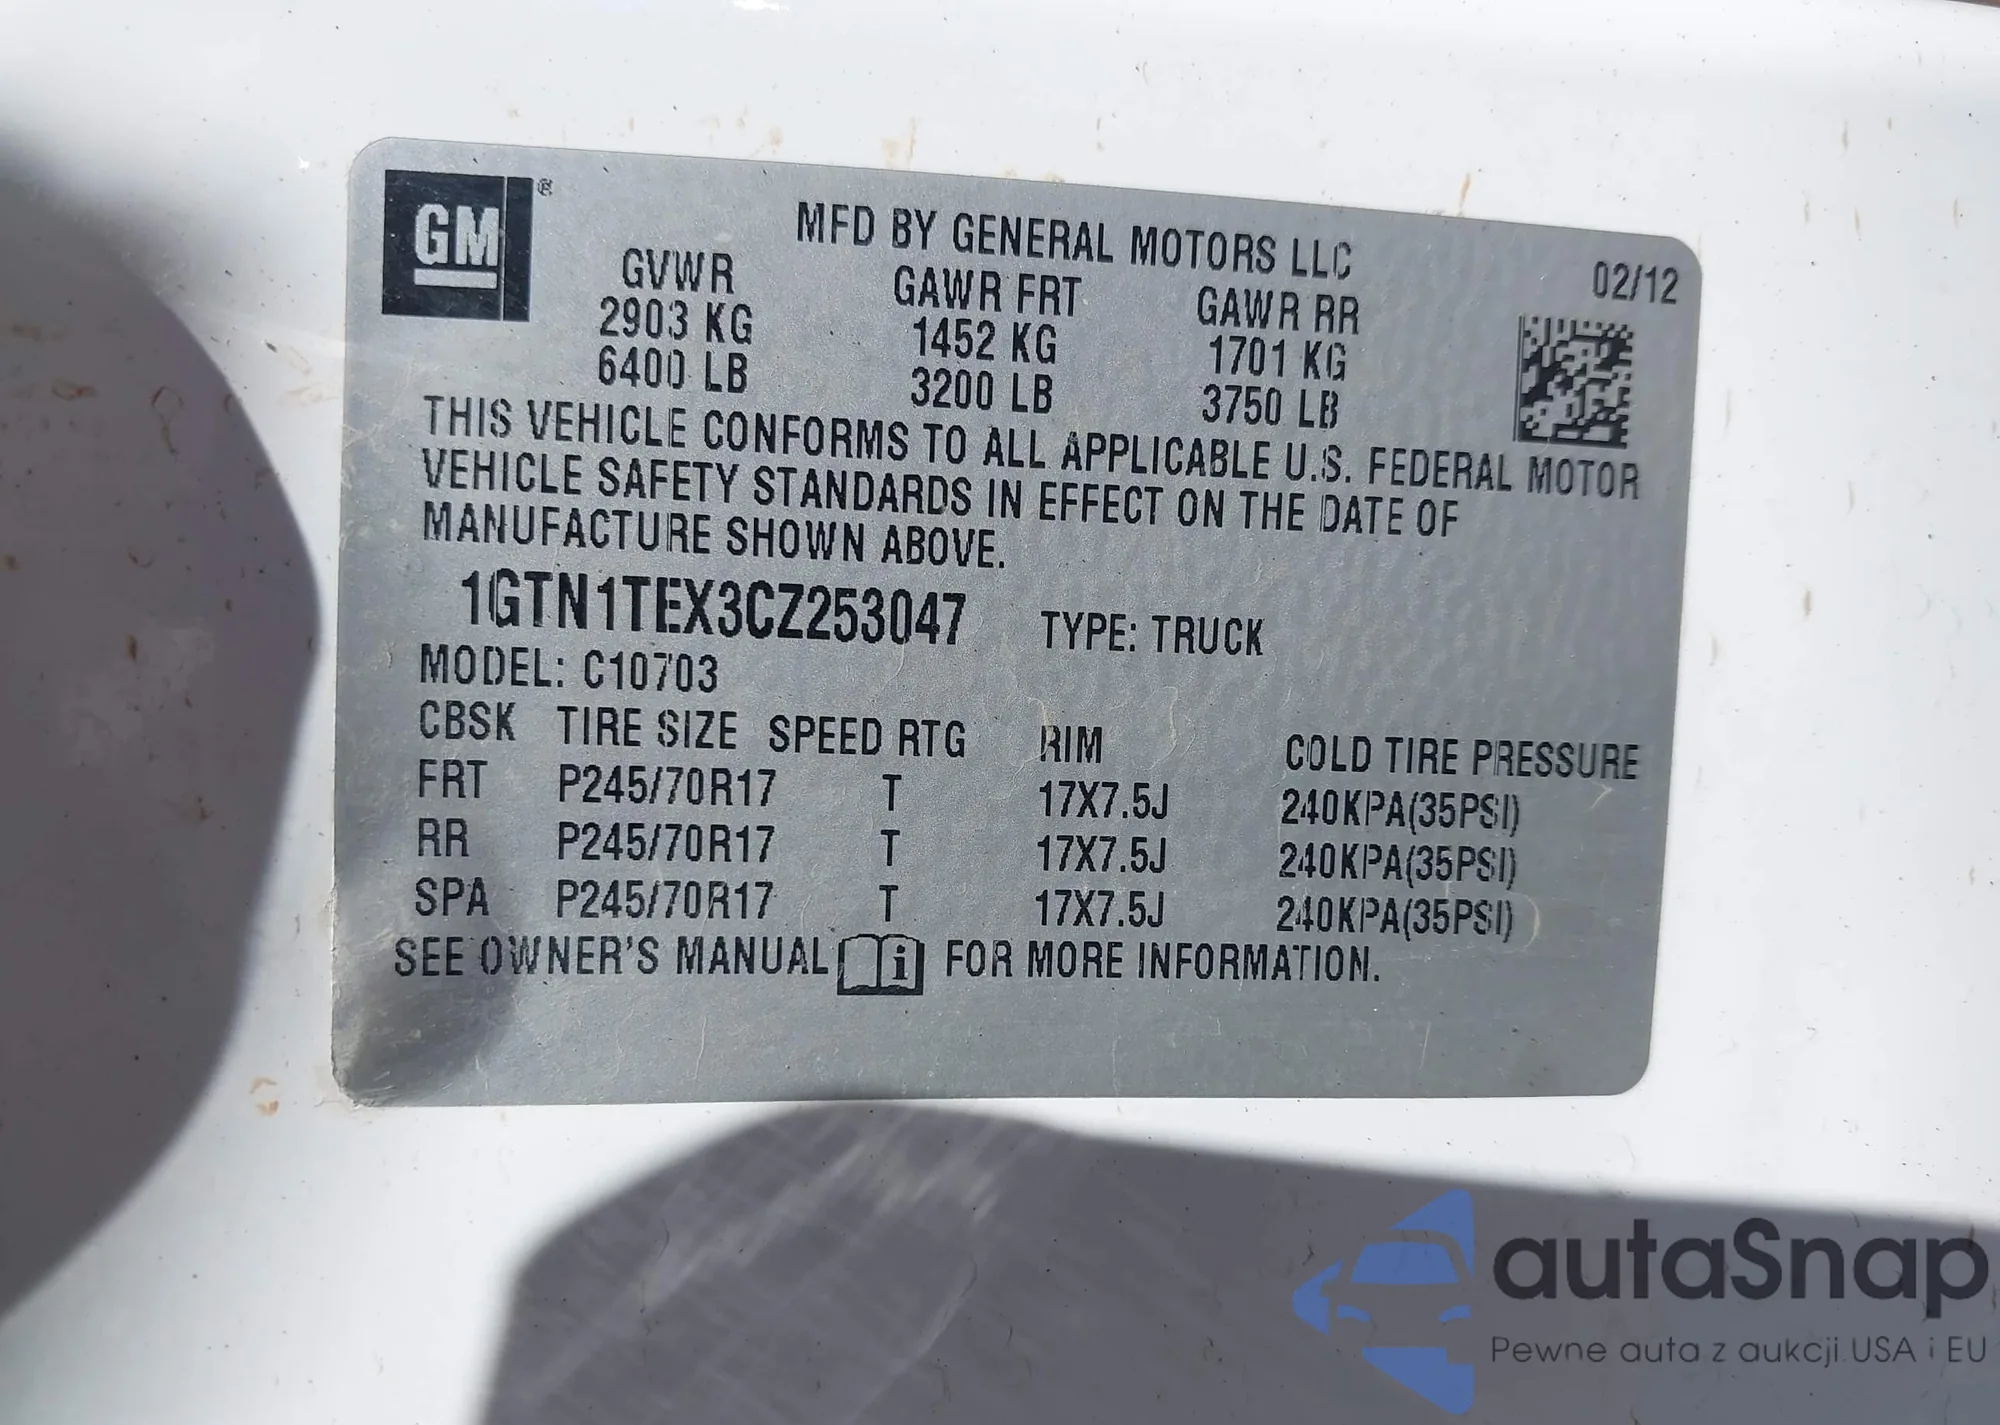 GM®
MFD BY GENERAL MOTORS LLC
02/12
GVWR GAWR FRT GAWR RR
2903 KG 1452 KG 1701 KG
6400 LB 3200 LB 3750 LB
THIS VEHICLE CONFORMS TO ALL APPLICABLE U.S. FEDERAL MOTOR
VEHICLE SAFETY STANDARDS IN EFFECT ON THE DATE OF
MANUFACTURE SHOWN ABOVE.
1GTN1TEX3CZ253047 TYPE: TRUCK
MODEL: C10703
CBSK TIRE SIZE SPEED RTG RIM COLD TIRE PRESSURE
FRT P245/70R17 T 17X7.5J 240KPA(35PSI)
RR P245/70R17 T 17X7.5J 240KPA(35PSI)
SPA P245/70R17 T 17X7.5J 240KPA(35PSI)
SEE OWNER'S MANUAL i FOR MORE INFORMATION.
autaSnap
Pewne auta z aukcji USA i EU